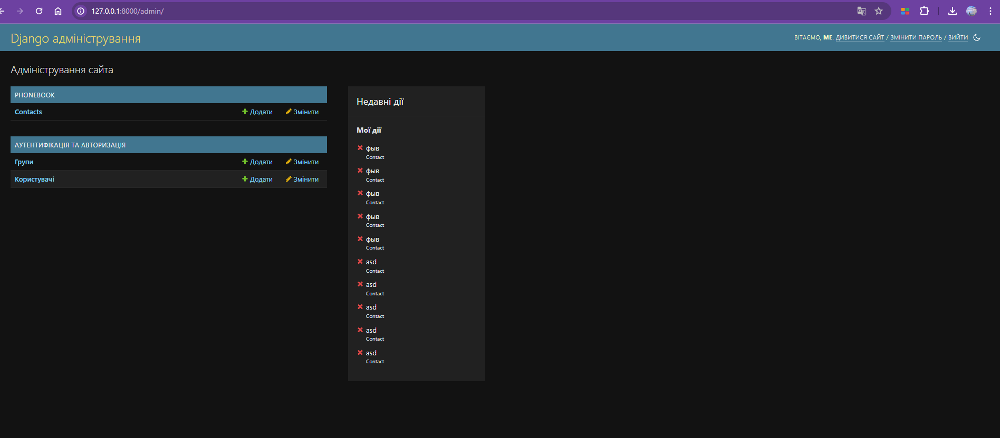 127.0.0.1:8000/admin/
Django адміністрування
ВІТАЄМО, ME. ДИВИТИСЯ САЙТ / ЗМІНИТИ ПАРОЛЬ / ВИЙТИ
Адміністрування сайта
PHONEBOOK
Contacts Додати Змінити
АУТЕНТИФІКАЦІЯ ТА АВТОРИЗАЦІЯ
Групи Додати Змінити
Користувачі Додати Змінити
Недавні дії
Мої дії
фыв
Contact
фыв
Contact
фыв
Contact
фыв
Contact
фыв
Contact
asd
Contact
asd
Contact
asd
Contact
asd
Contact
asd
Contact